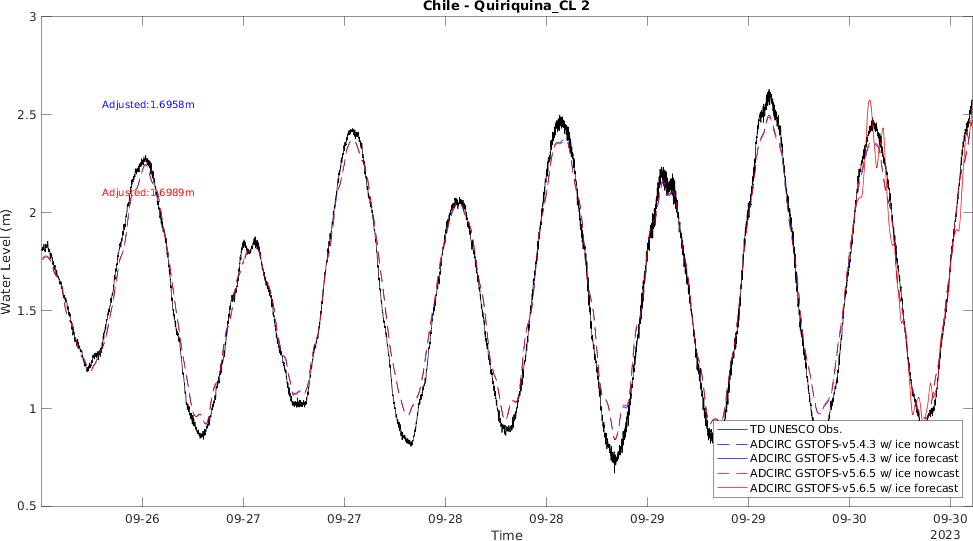 Chile - Quiriquina_CL 2
3
Adjusted:1.6958m
2.5
Adjusted:1.6989m
2
Water Level (m)
1.5
1
TD UNESCO Obs.
ADCIRC GSTOFS-v5.4.3 w/ ice nowcast
ADCIRC GSTOFS-v5.4.3 w/ ice forecast
ADCIRC GSTOFS-v5.6.5 w/ ice nowcast
ADCIRC GSTOFS-v5.6.5 w/ ice forecast
0.5
09-26 09-27 09-27 09-28 09-28 09-29 09-29 09-30 09-30
Time 2023